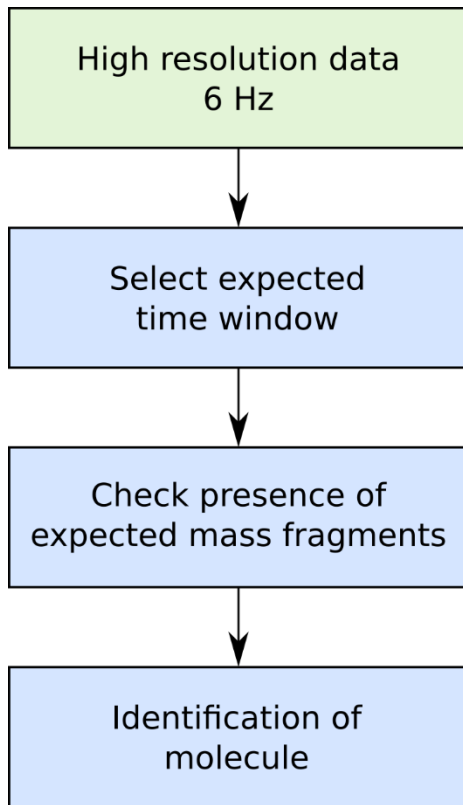 High resolution data
6 Hz
Select expected
time window
Check presence of
expected mass fragments
Identification of
molecule